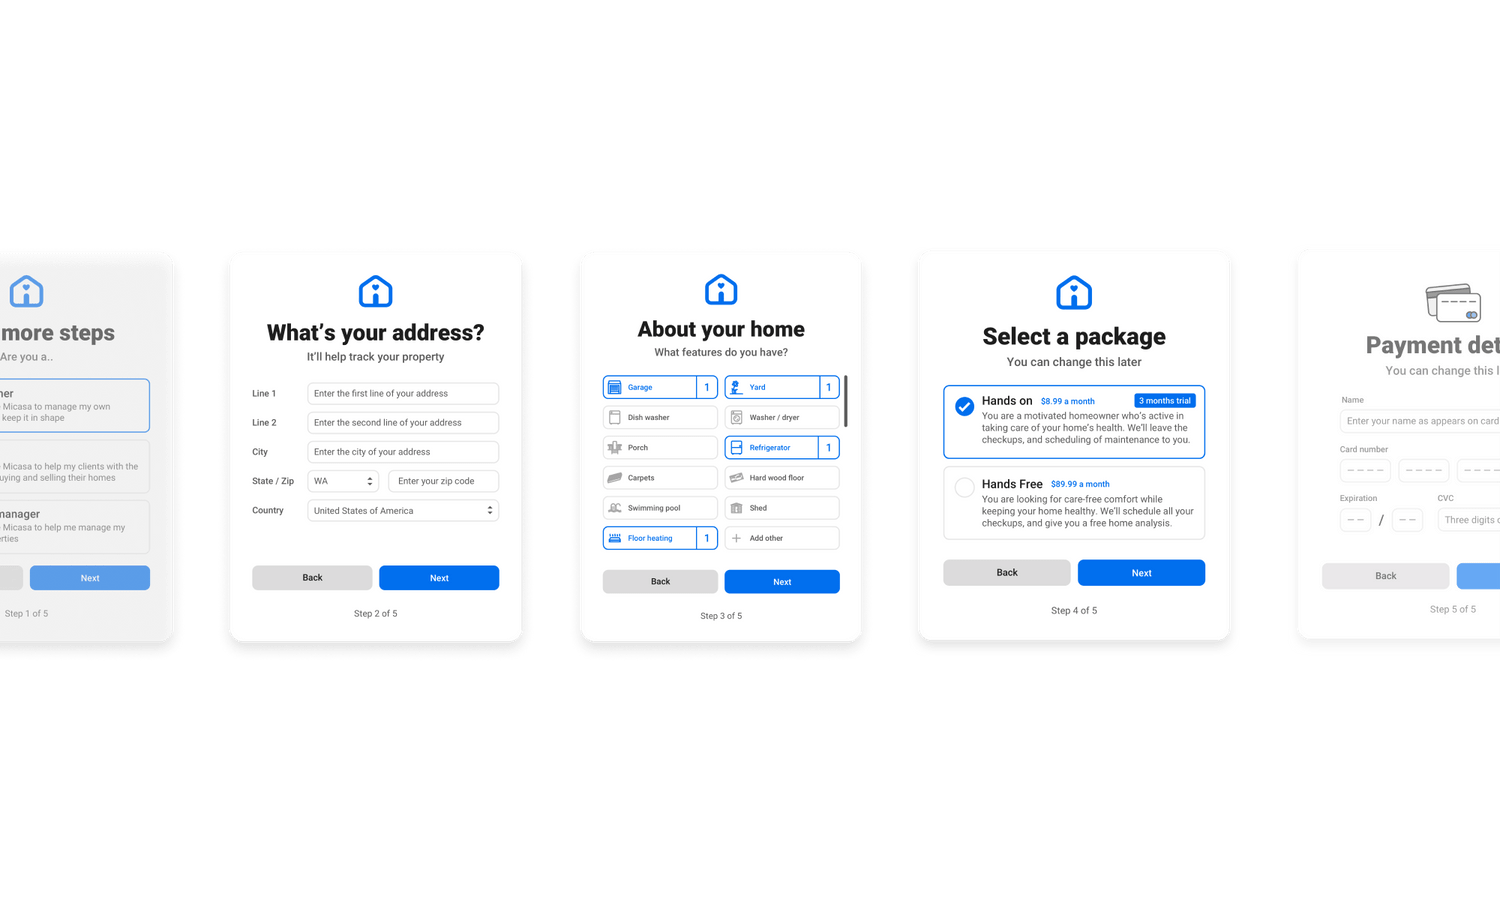 more steps
Are you a..
ner
Micasa to manage my own
keep it in shape
Micasa to help my clients with the
uying and selling their homes
manager
Micasa to help me manage my
erties
Next
Step 1 of 5
What's your address?
It'll help track your property
Line 1 Enter the first line of your address
Line 2 Enter the second line of your address
City Enter the city of your address
State / Zip WA Enter your zip code
Country United States of America
Back Next
Step 2 of 5
About your home
What features do you have?
Garage 1 Yard 1
Dish washer Washer / dryer
Porch Refrigerator 1
Carpets Hard wood floor
Swimming pool Shed
Floor heating 1 Add other
Back Next
Step 3 of 5
Select a package
You can change this later
Hands on $8.99 a month 3 months trial
You are a motivated homeowner who's active in
taking care of your home's health. We'll leave the
checkups, and scheduling of maintenance to you.
Hands Free $89.99 a month
You are looking for care-free comfort while
keeping your home healthy. We'll schedule all your
checkups, and give you a free home analysis.
Back Next
Step 4 of 5
Payment det
You can change this l
Name
Enter your name as appears on card
Card number
Expiration CVC
/ Three digits
Back
Step 5 of 5